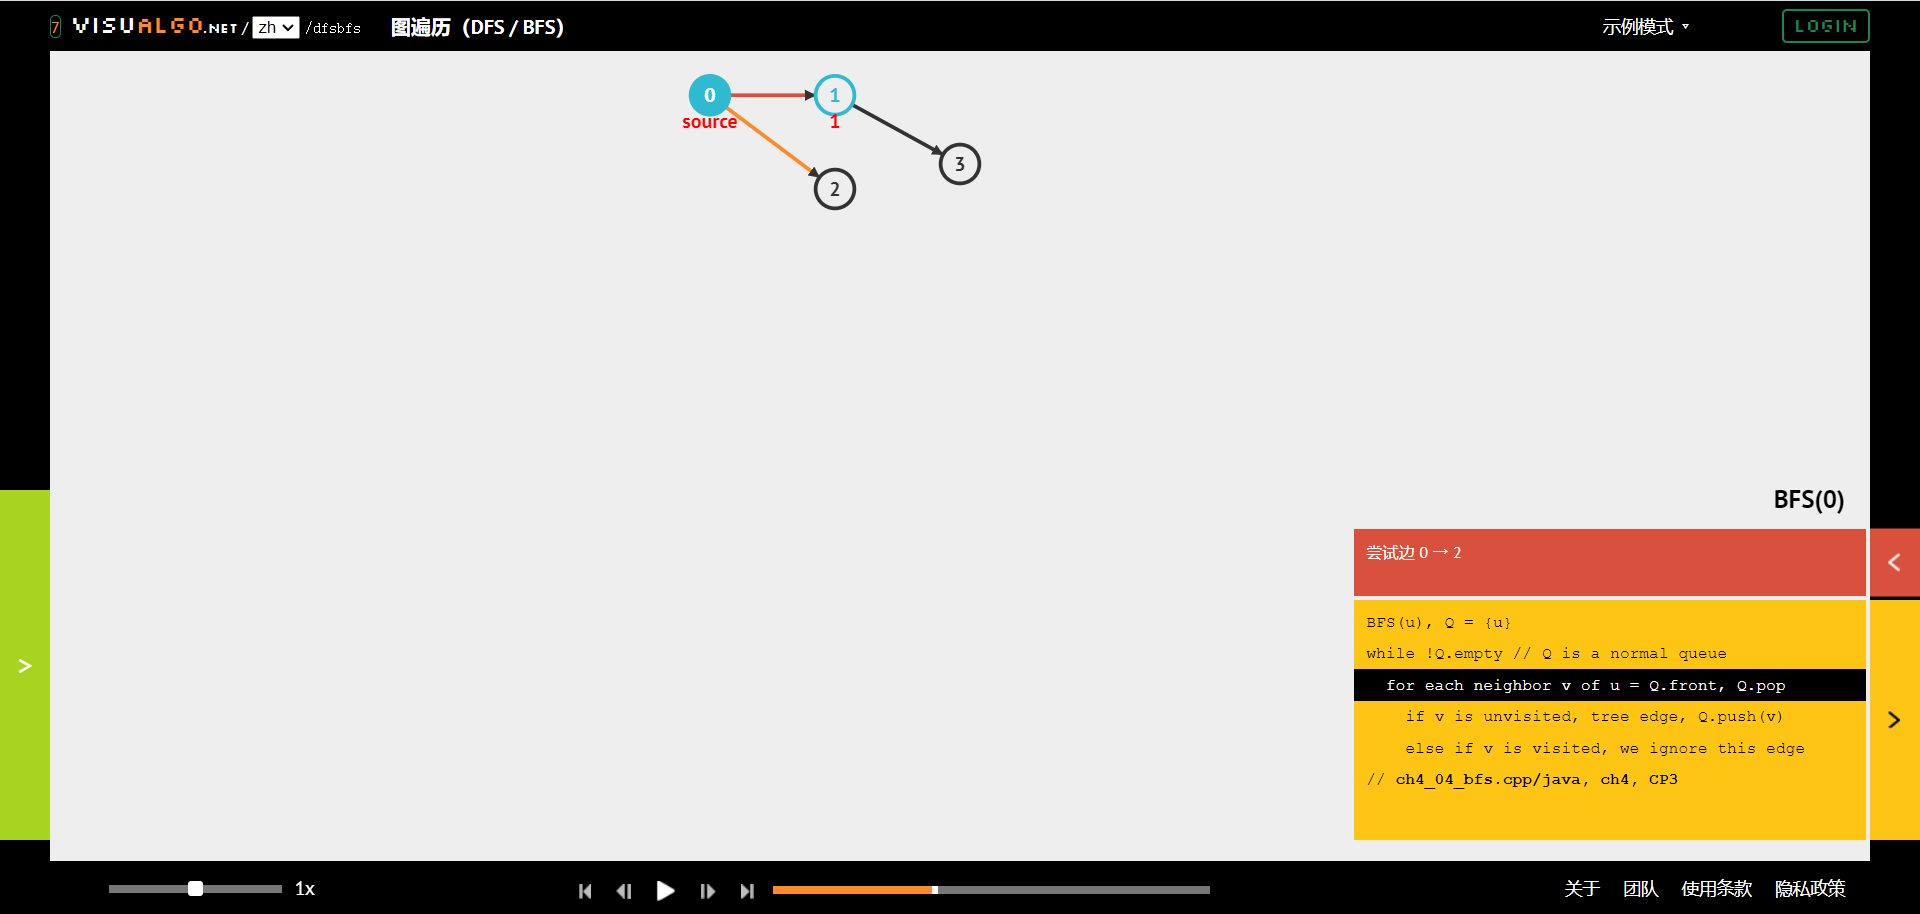 7 VISUALGO.NET / zh /dfsbfs 图遍历（DFS / BFS） 示例模式 ▾ LOGIN
0
1
source
1
3
2
BFS(0)
尝试边 0 → 2
BFS(u), Q = {u}
while !Q.empty // Q is a normal queue
for each neighbor v of u = Q.front, Q.pop
if v is unvisited, tree edge, Q.push(v)
else if v is visited, we ignore this edge
// ch4_04_bfs.cpp/java, ch4, CP3
1x
关于 团队 使用条款 隐私政策